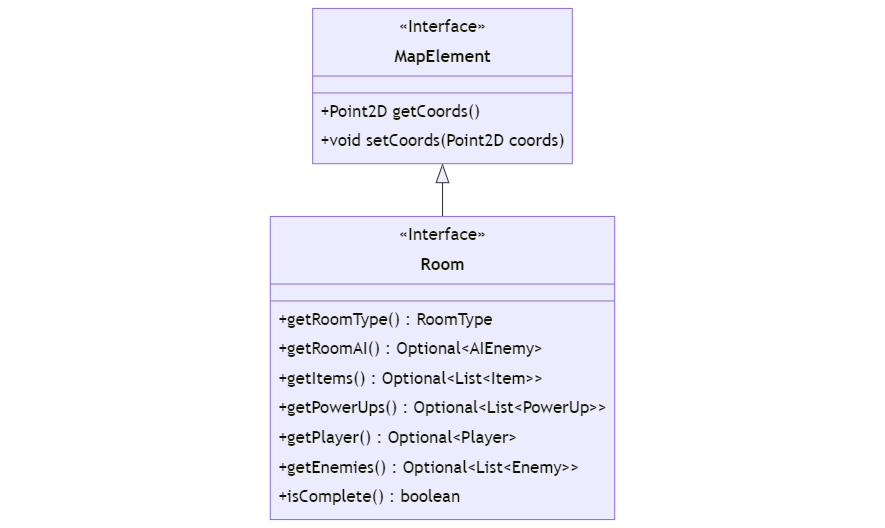 «Interface»
MapElement
+Point2D getCoords()
+void setCoords(Point2D coords)
«Interface»
Room
+getRoomType() : RoomType
+getRoomAI() : Optional<AIEnemy>
+getItems() : Optional<List<Item>>
+getPowerUps() : Optional<List<PowerUp>>
+getPlayer() : Optional<Player>
+getEnemies() : Optional<List<Enemy>>
+isComplete() : boolean